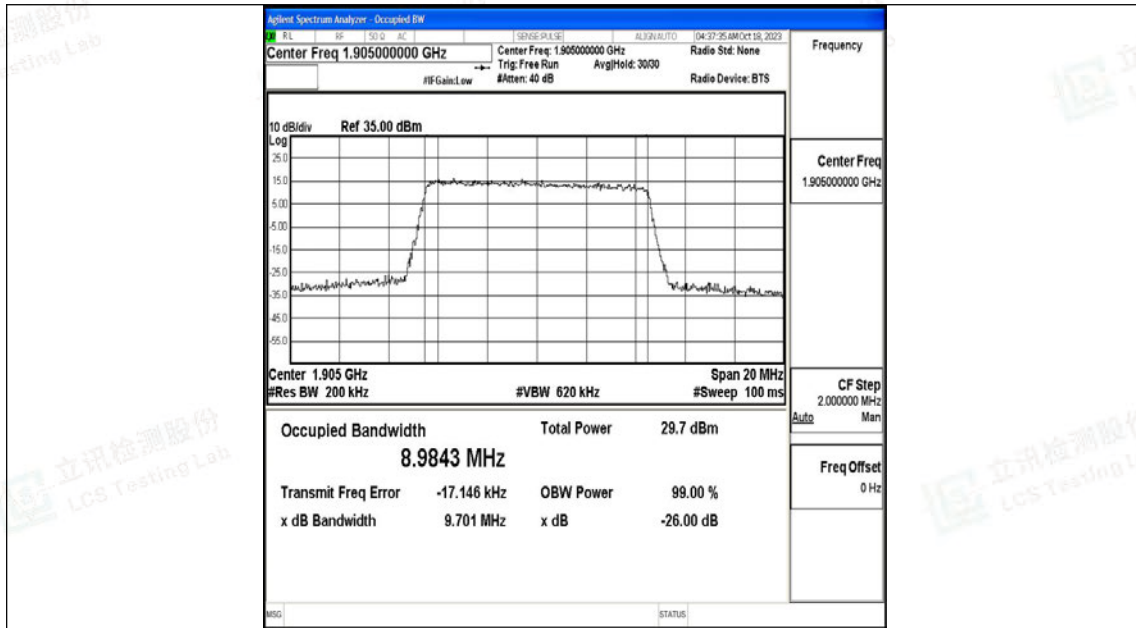 Agilent Spectrum Analyzer - Occupied BW
RL RF 50 Ω AC SENSE:PULSE ALIGNAUTO 04:37:35 AM Oct 18, 2023
Center Freq 1.905000000 GHz
Center Freq: 1.905000000 GHz Radio Std: None
Trig: Free Run Avg|Hold: 30/30
#IFGain:Low #Atten: 40 dB Radio Device: BTS
10 dB/div Ref 35.00 dBm
Log
25.0
15.0
5.00
-5.00
-15.0
-25.0
-35.0
-45.0
-55.0
Center 1.905 GHz Span 20 MHz
#Res BW 200 kHz #VBW 620 kHz #Sweep 100 ms
Occupied Bandwidth Total Power 29.7 dBm
8.9843 MHz
Transmit Freq Error -17.146 kHz OBW Power 99.00 %
x dB Bandwidth 9.701 MHz x dB -26.00 dB
MSG STATUS
Frequency
Center Freq
1.905000000 GHz
CF Step
2.000000 MHz
Auto Man
Freq Offset
0 Hz
立讯检测股份
LCS Testing Lab
立讯检测股份
LCS Testing L
测股份
esting Lab
立